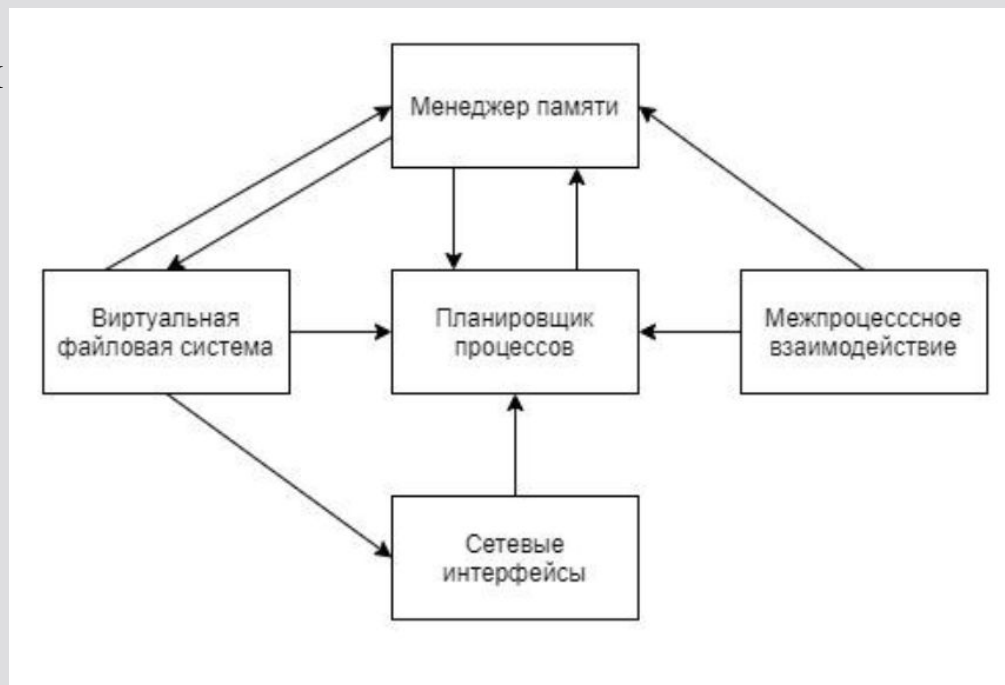 Менеджер памяти
Виртуальная
файловая система
Планировщик
процессов
Межпроцесссное
взаимодействие
Сетевые
интерфейсы